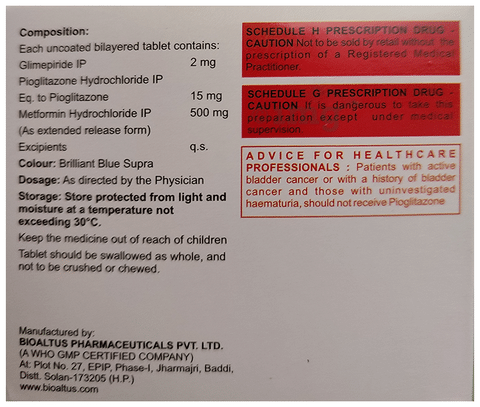 Composition:
Each uncoated bilayered tablet contains:
Glimepiride IP 2 mg
Pioglitazone Hydrochloride IP
Eq. to Pioglitazone 15 mg
Metformin Hydrochloride IP 500 mg
(As extended release form)
Excipients q.s.
Colour: Brilliant Blue Supra
Dosage: As directed by the Physician
Storage: Store protected from light and
moisture at a temperature not
exceeding 30°C.
Keep the medicine out of reach of children
Tablet should be swallowed as whole, and
not to be crushed or chewed.
Manufactured by:
BIOALTUS PHARMACEUTICALS PVT. LTD.
(A WHO GMP CERTIFIED COMPANY)
At: Plot No. 27, EPIP, Phase-I, Jharmajri, Baddi,
Distt. Solan-173205 (H.P.)
www.bioaltus.com
SCHEDULE H PRESCRIPTION DRUG -
CAUTION Not to be sold by retail without the
prescription of a Registered Medical
Practitioner.
SCHEDULE G PRESCRIPTION DRUG -
CAUTION It is dangerous to take this
preparation except under medical
supervision.
ADVICE FOR HEALTHCARE
PROFESSIONALS : Patients with active
bladder cancer or with a history of bladder
cancer and those with uninvestigated
haematuria, should not receive Pioglitazone